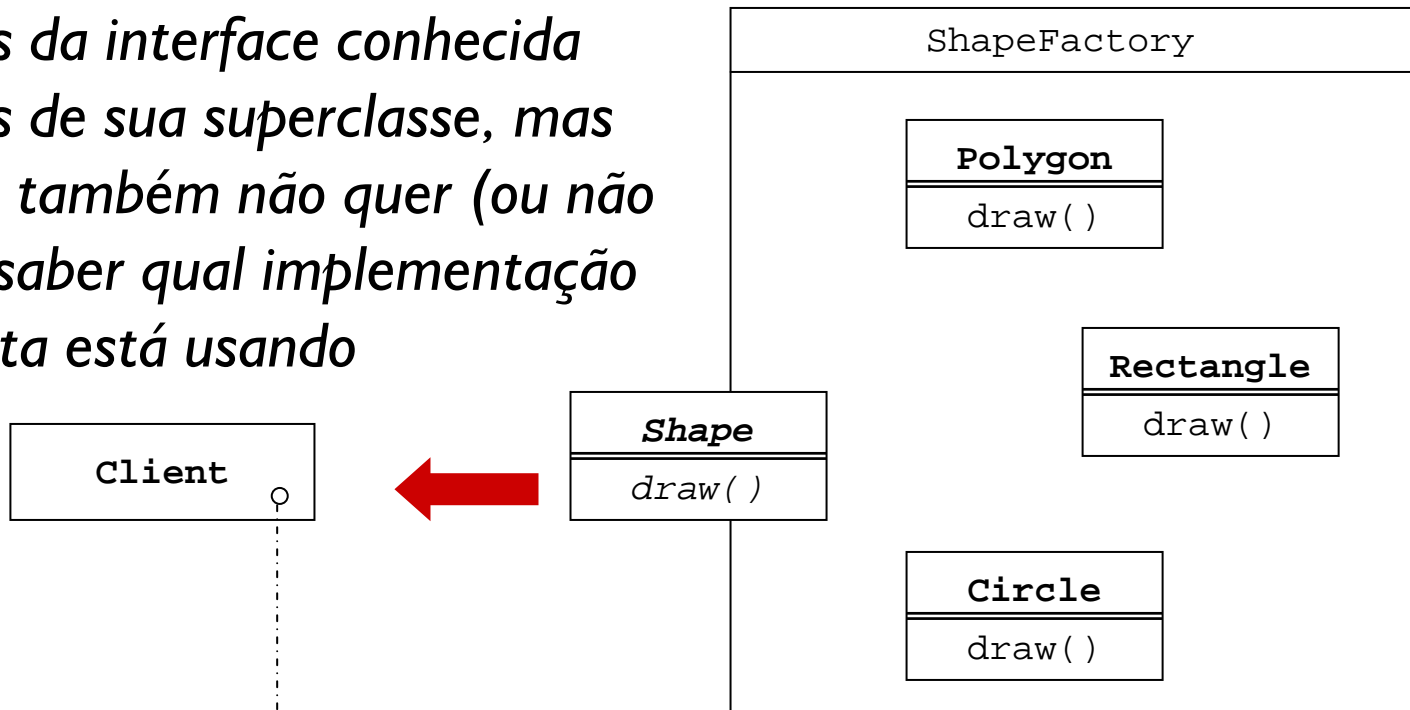 s da interface conhecida
s de sua superclasse, mas
também não quer (ou não
saber qual implementação
ta está usando
ShapeFactory
Polygon
draw()
Rectangle
draw()
Shape
draw()
Client
Circle
draw()